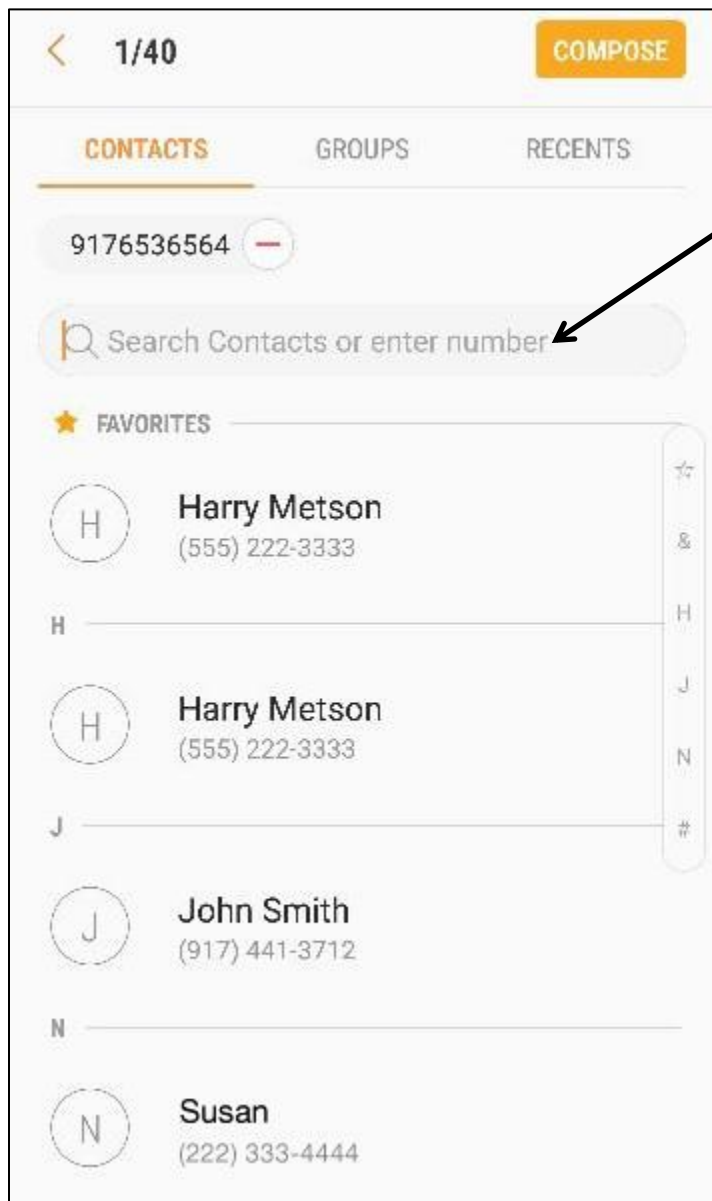 1/40 COMPOSE
CONTACTS GROUPS RECENTS
9176536564
Search Contacts or enter number
FAVORITES
H Harry Metson
(555) 222-3333
&
H
H
J
H Harry Metson
(555) 222-3333
N
J
#
J John Smith
(917) 441-3712
N
N Susan
(222) 333-4444